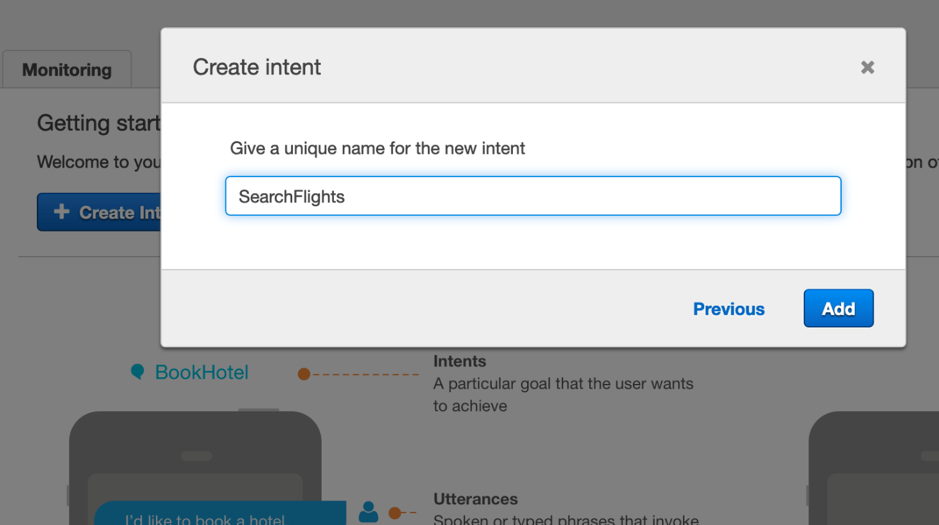 Create intent
×
Monitoring
Getting start
Give a unique name for the new intent
Welcome to you
on o
SearchFlights
+ Create Int
Previous
Add
BookHotel
Intents
A particular goal that the user wants
to achieve
Utterances
I'd like to book a hotel
Spoken or typed phrases that invoke